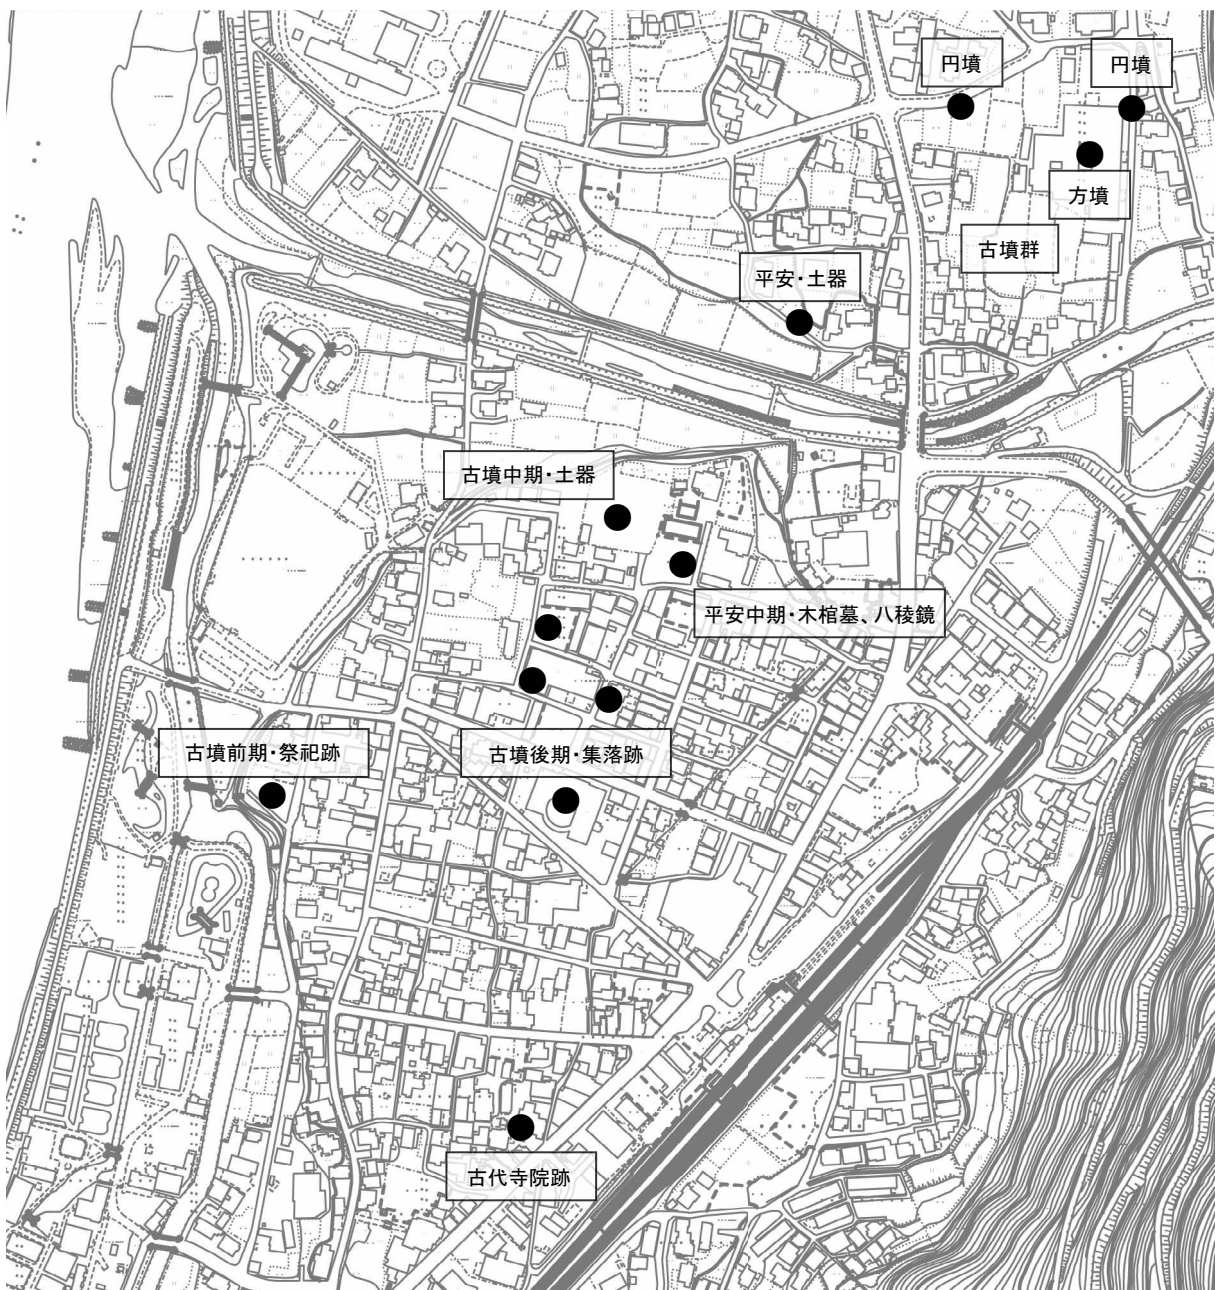 円墳
円墳
方墳
古墳群
平安・土器
古墳中期・土器
平安中期・木棺墓、八稜鏡
古墳前期・祭祀跡
古墳後期・集落跡
古代寺院跡